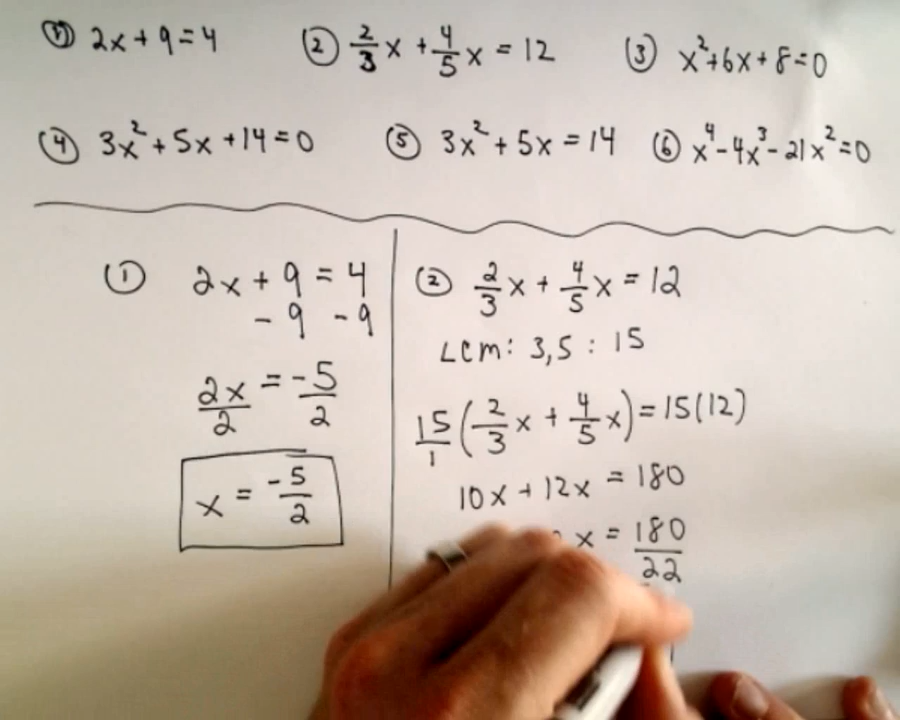 ① 2x + 9 = 4 ② 2/3 x + 4/5 x = 12 ③ x² + 6x + 8 = 0
④ 3x² + 5x + 14 = 0 ⑤ 3x² + 5x = 14 ⑥ x⁴ - 4x³ - 21x² = 0
① 2x + 9 = 4
- 9 - 9
2x/2 = -5/2
x = -5/2
② 2/3 x + 4/5 x = 12
LCM: 3,5 : 15
15/1 (2/3 x + 4/5 x) = 15(12)
10x + 12x = 180
x = 180/22